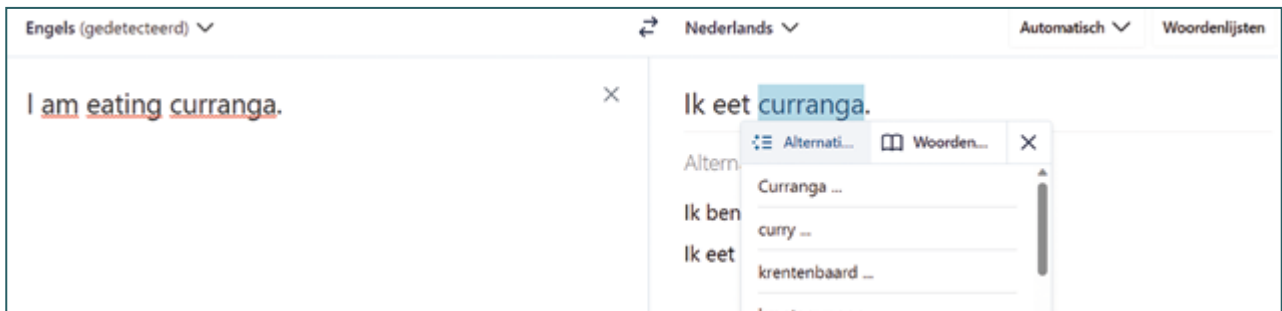 Engels (gedetecteerd)
Nederlands
Automatisch
Woordenlijsten
I am eating curranga.
Ik eet curranga.
Alternati...
Woorden...
Altern
Curranga ...
Ik ben
curry ...
Ik eet
krentenbaard ...